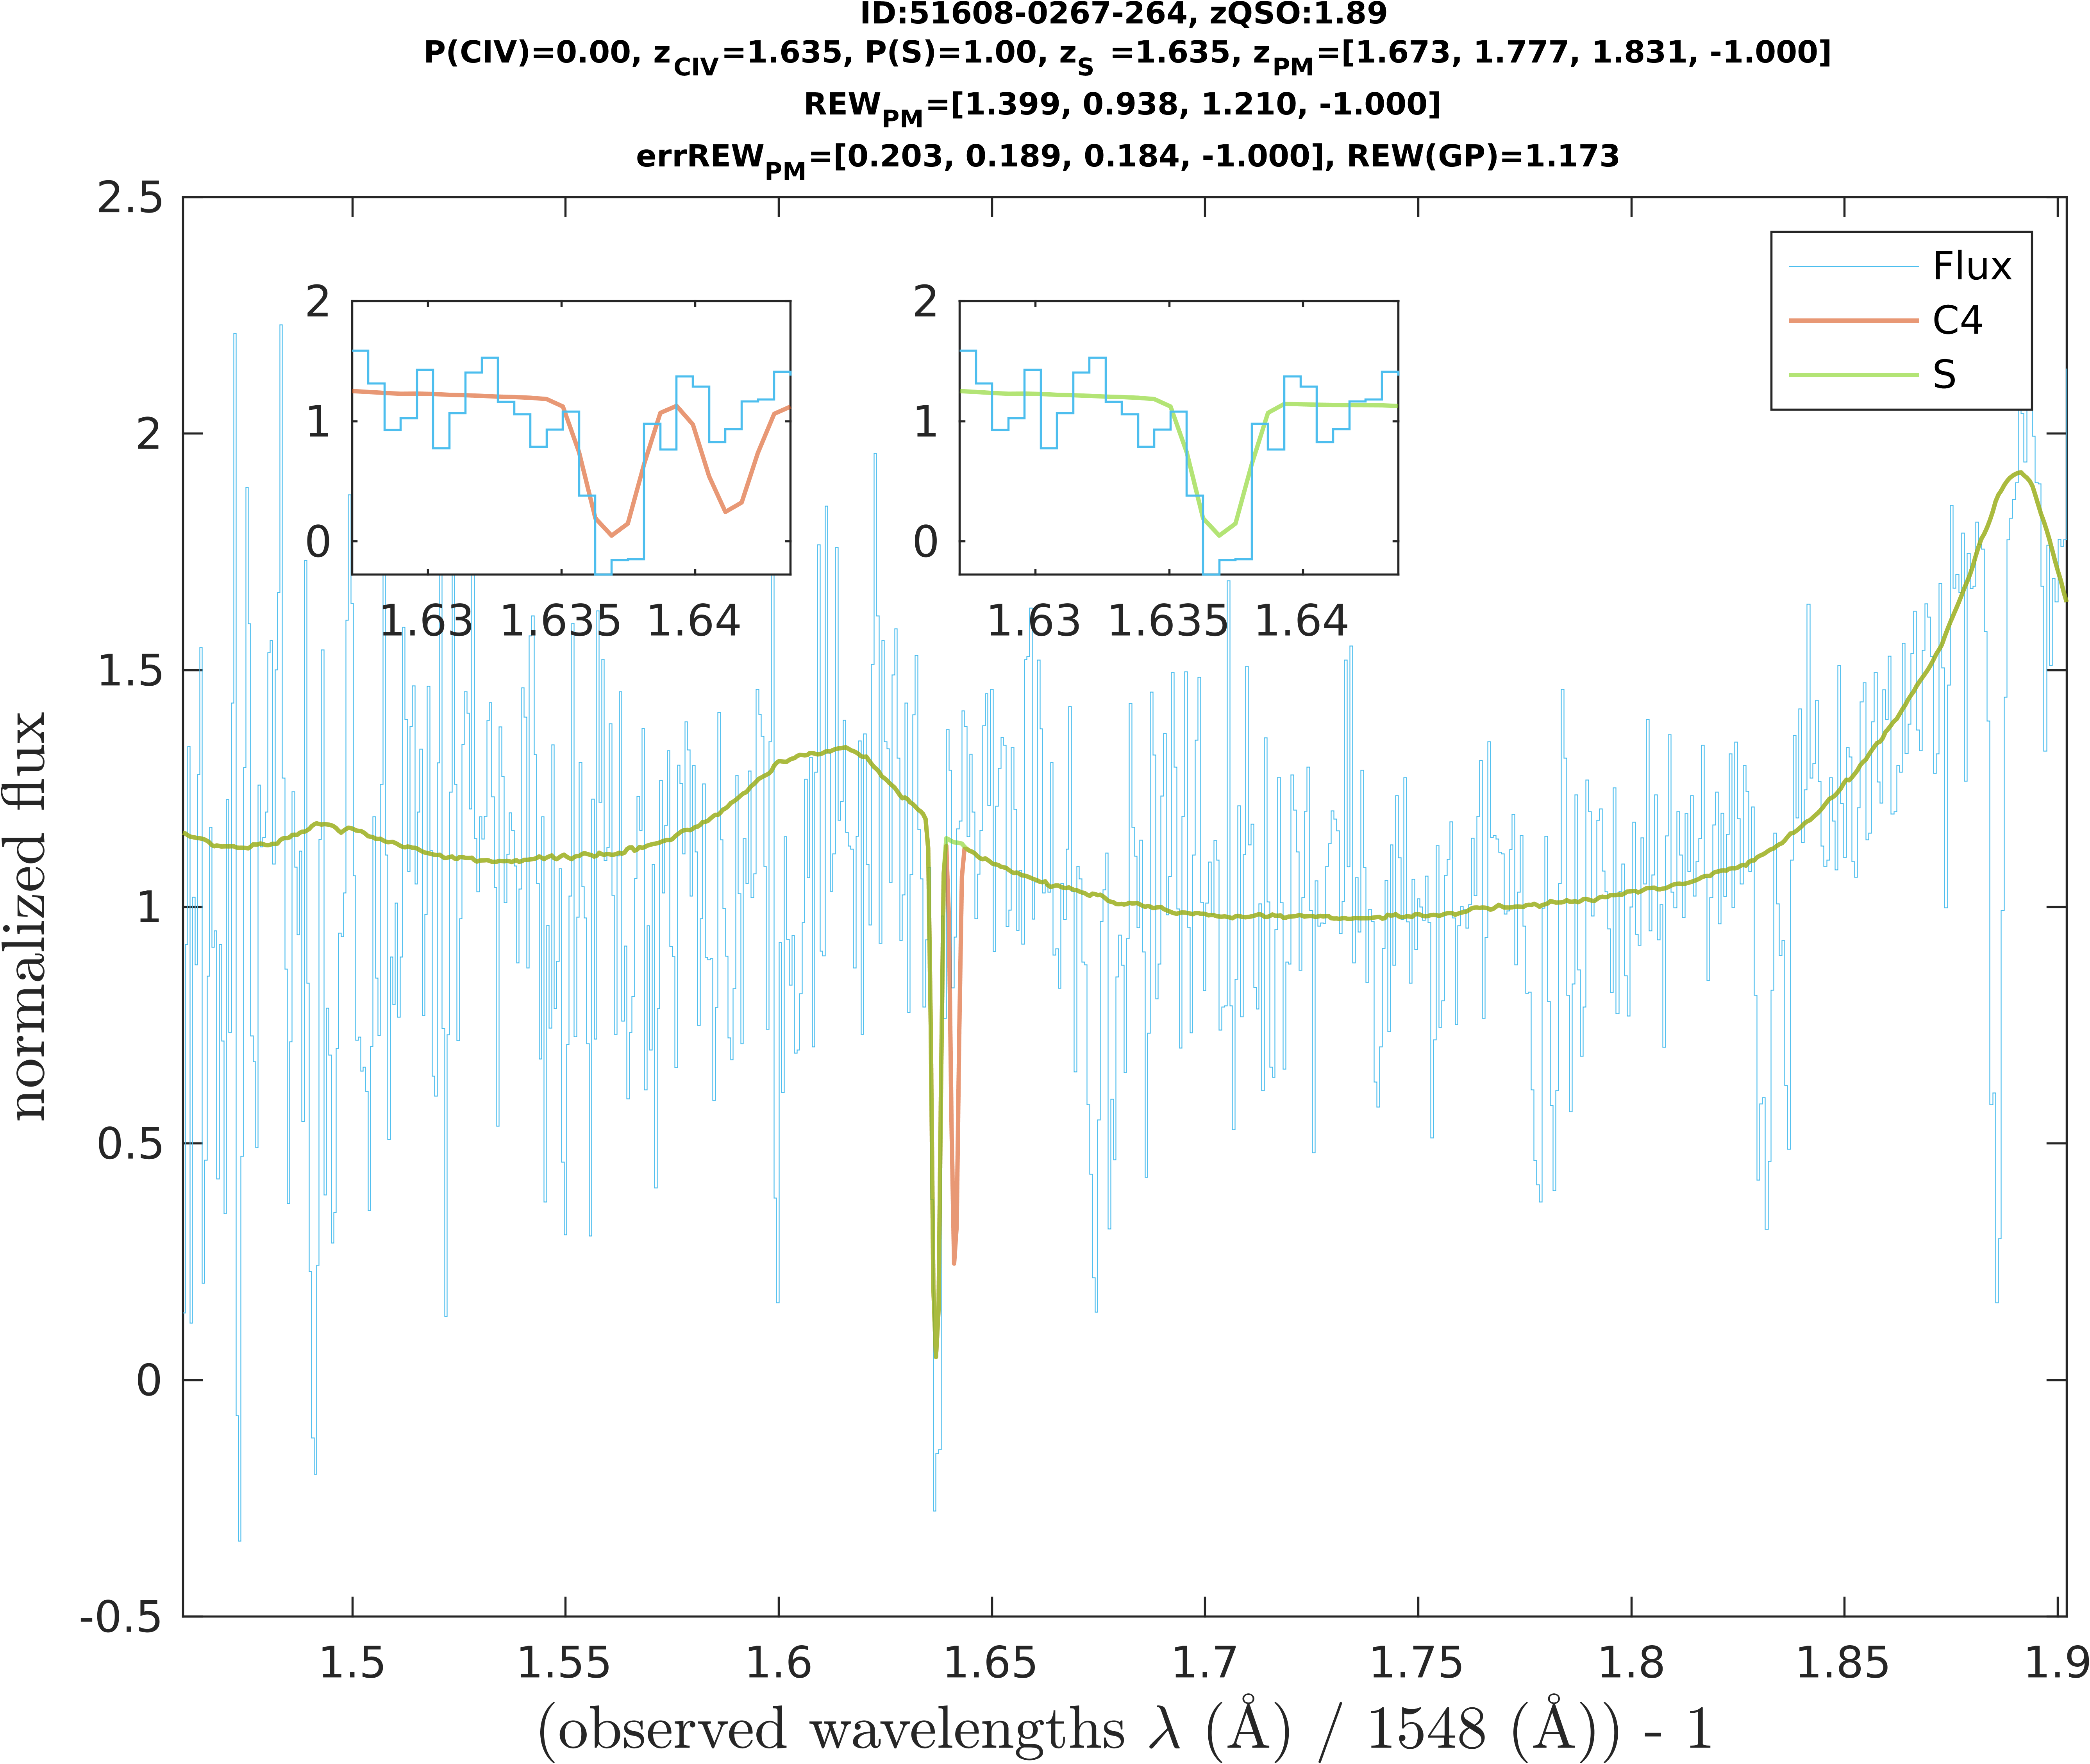 ID:51608-0267-264, zQSO:1.89
P(CIV)=0.00, zCIV=1.635, P(S)=1.00, zS =1.635, zPM=[1.673, 1.777, 1.831, -1.000]
REWPM=[1.399, 0.938, 1.210, -1.000]
errREWPM=[0.203, 0.189, 0.184, -1.000], REW(GP)=1.173
2.5
2
1.5
1
0.5
0
-0.5
normalized flux
2
1
0
1.63 1.635 1.64
2
1
0
1.63 1.635 1.64
Flux
C4
S
1.5 1.55 1.6 1.65 1.7 1.75 1.8 1.85 1.9
(observed wavelengths λ (Å) / 1548 (Å)) - 1